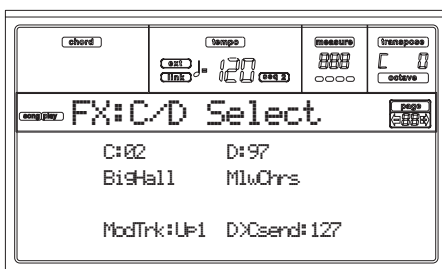 chord tempo measure transpose
ext link ♩= 120 seq 2 888 C 0
octave
song play FX:C/D Select page 88
C:02 D:97
BigHall MlwChrs
ModTrk:UP1 D>Csend:127